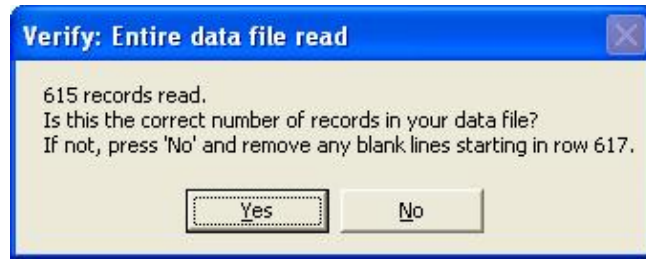 Verify: Entire data file read
615 records read.
Is this the correct number of records in your data file?
If not, press 'No' and remove any blank lines starting in row 617.
Yes
No